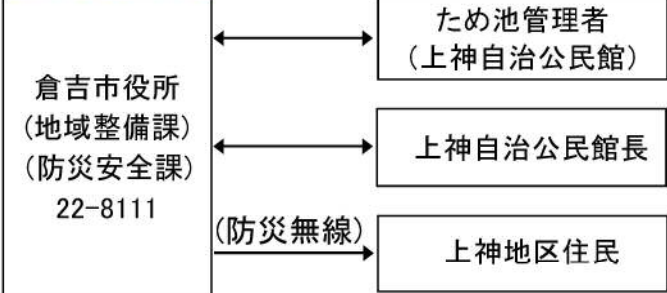 倉吉市役所
(地域整備課)
(防災安全課)
22-8111
ため池管理者
(上神自治公民館)
上神自治公民館長
(防災無線)
上神地区住民